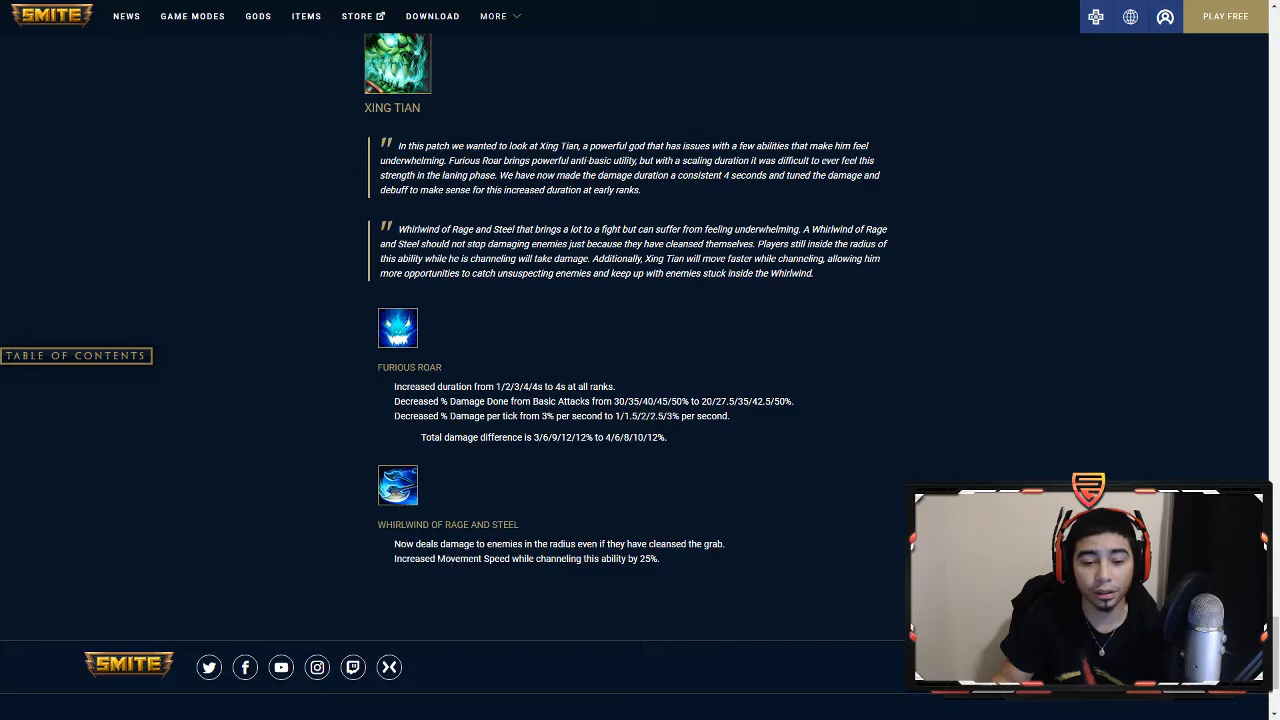 SMITE
NEWS
GAME MODES
GODS
ITEMS
STORE
DOWNLOAD
MORE
PLAY FREE
XING TIAN
" In this patch we wanted to look at Xing Tian, a powerful god that has issues with a few abilities that make him feel
underwhelming. Furious Roar brings powerful anti-basic utility, but with a scaling duration it was difficult to ever feel this
strength in the laning phase. We have now made the damage duration a consistent 4 seconds and tuned the damage and
debuff to make sense for this increased duration at early ranks.
" Whirlwind of Rage and Steel that brings a lot to a fight but can suffer from feeling underwhelming. A Whirlwind of Rage
and Steel should not stop damaging enemies just because they have cleansed themselves. Players still inside the radius of
this ability while he is channeling will take damage. Additionally, Xing Tian will move faster while channeling, allowing him
more opportunities to catch unsuspecting enemies and keep up with enemies stuck inside the Whirlwind.
TABLE OF CONTENTS
FURIOUS ROAR
Increased duration from 1/2/3/4/4s to 4s at all ranks.
Decreased % Damage Done from Basic Attacks from 30/35/40/45/50% to 20/27.5/35/42.5/50%.
Decreased % Damage per tick from 3% per second to 1/1.5/2/2.5/3% per second.
Total damage difference is 3/6/9/12/12% to 4/6/8/10/12%.
WHIRLWIND OF RAGE AND STEEL
Now deals damage to enemies in the radius even if they have cleansed the grab.
Increased Movement Speed while channeling this ability by 25%.
SMITE